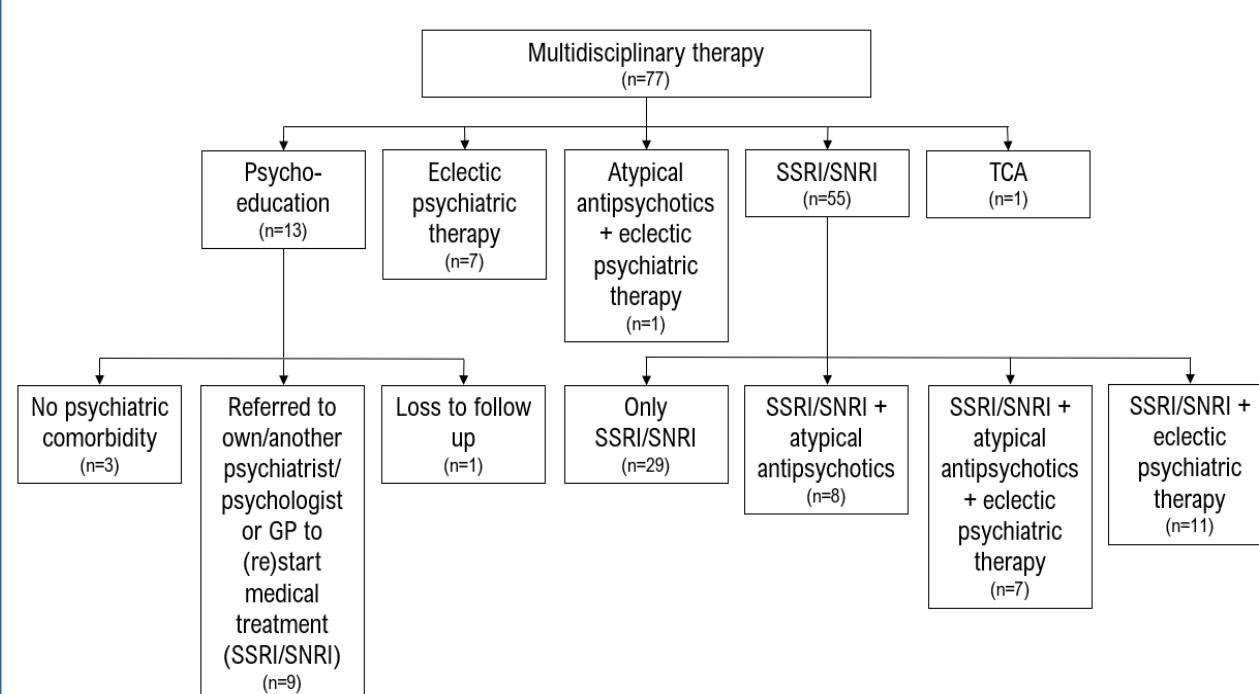 Multidisciplinary therapy
(n=77)
Psycho-
education
(n=13)
Eclectic
psychiatric
therapy
(n=7)
Atypical
antipsychotics
+ eclectic
psychiatric
therapy
(n=1)
SSRI/SNRI
(n=55)
TCA
(n=1)
No psychiatric
comorbidity
(n=3)
Referred to
own/another
psychiatrist/
psychologist
or GP to
(re)start
medical
treatment
(SSRI/SNRI)
(n=9)
Loss to follow
up
(n=1)
Only
SSRI/SNRI
(n=29)
SSRI/SNRI +
atypical
antipsychotics
(n=8)
SSRI/SNRI +
atypical
antipsychotics
+ eclectic
psychiatric
therapy
(n=7)
SSRI/SNRI +
eclectic
psychiatric
therapy
(n=11)